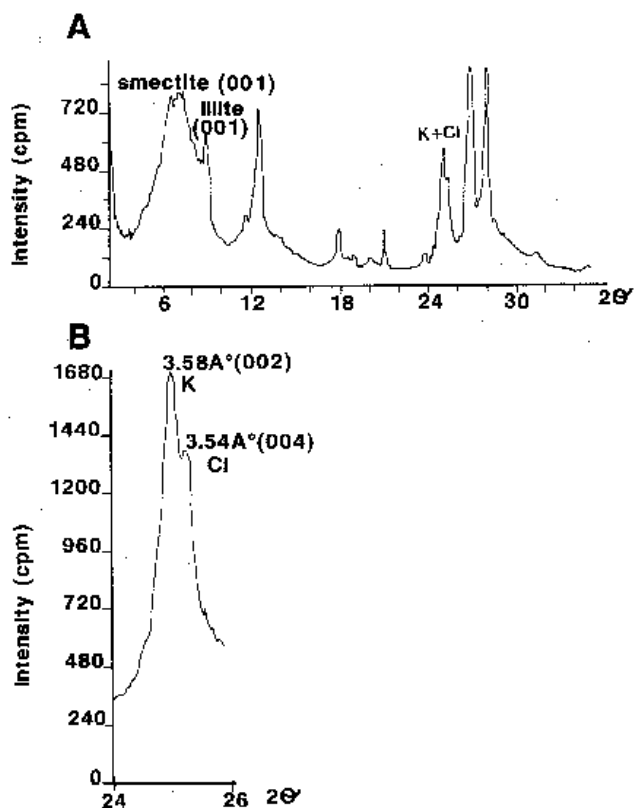 A
smectite (001)
illite
(001)
K+Cl
Intensity (cpm)
720
480
240
0
6
12
18
24
30
2θ
B
3.58A°(002)
K
3.54A°(004)
Cl
Intensity (cpm)
1680
1440
1200
960
720
480
240
0
24
26
2θ